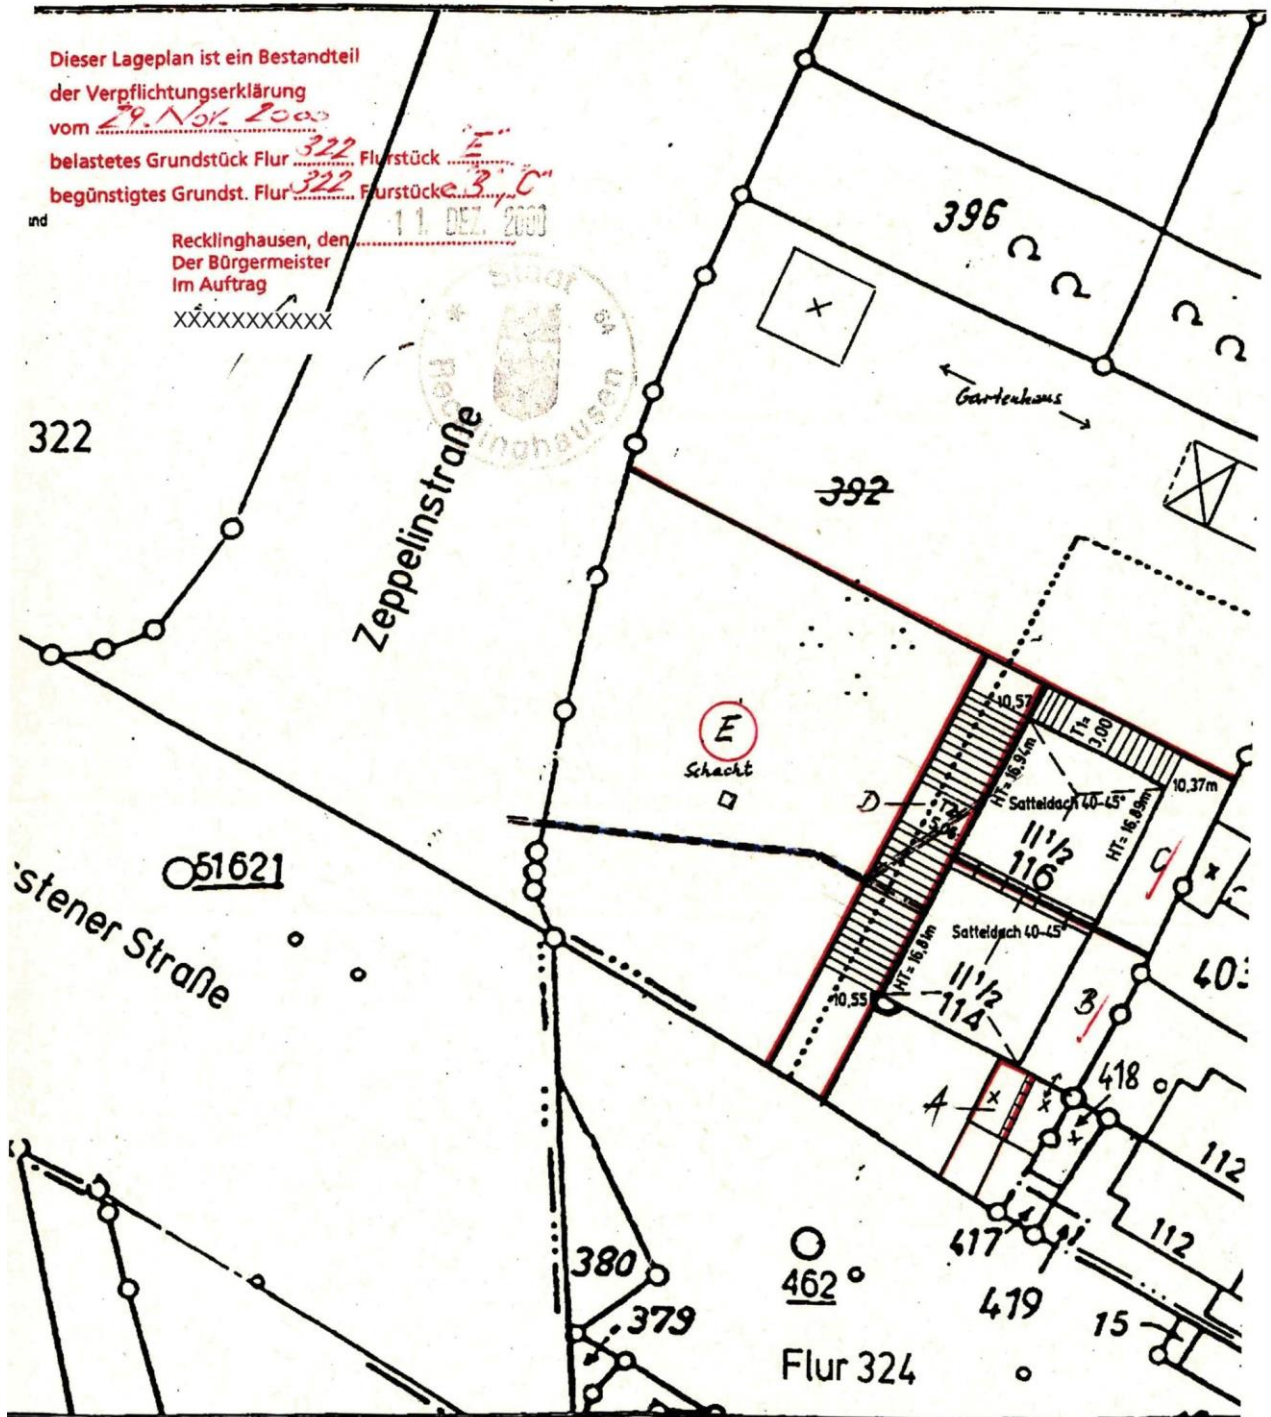 Dieser Lageplan ist ein Bestandteil
der Verpflichtungserklärung
vom 29. Nov. 2000
belastetes Grundstück Flur 322 Flurstück "E"
begünstigtes Grundst. Flur 322 Flurstücke "B", "C"
und
Recklinghausen, den 11. DEZ. 2000
Der Bürgermeister
Im Auftrag
XXXXXXXXXXX
Stadt
Recklinghausen
64
396
X
Gartenhaus
322
392
Zeppelinstraße
E
Schacht
10,57
T1=
3,00
10,37m
HT= 16,94m
D
Satteldach 40-45°
HT= 16,89m
II 1/2
116
C
x
51621
stener Straße
Satteldach 40-45°
HT= 16,81m
403
II 1/2
114
10,55
B
418
A
x
x
x
112
112
417
380
462
419
379
15
Flur 324